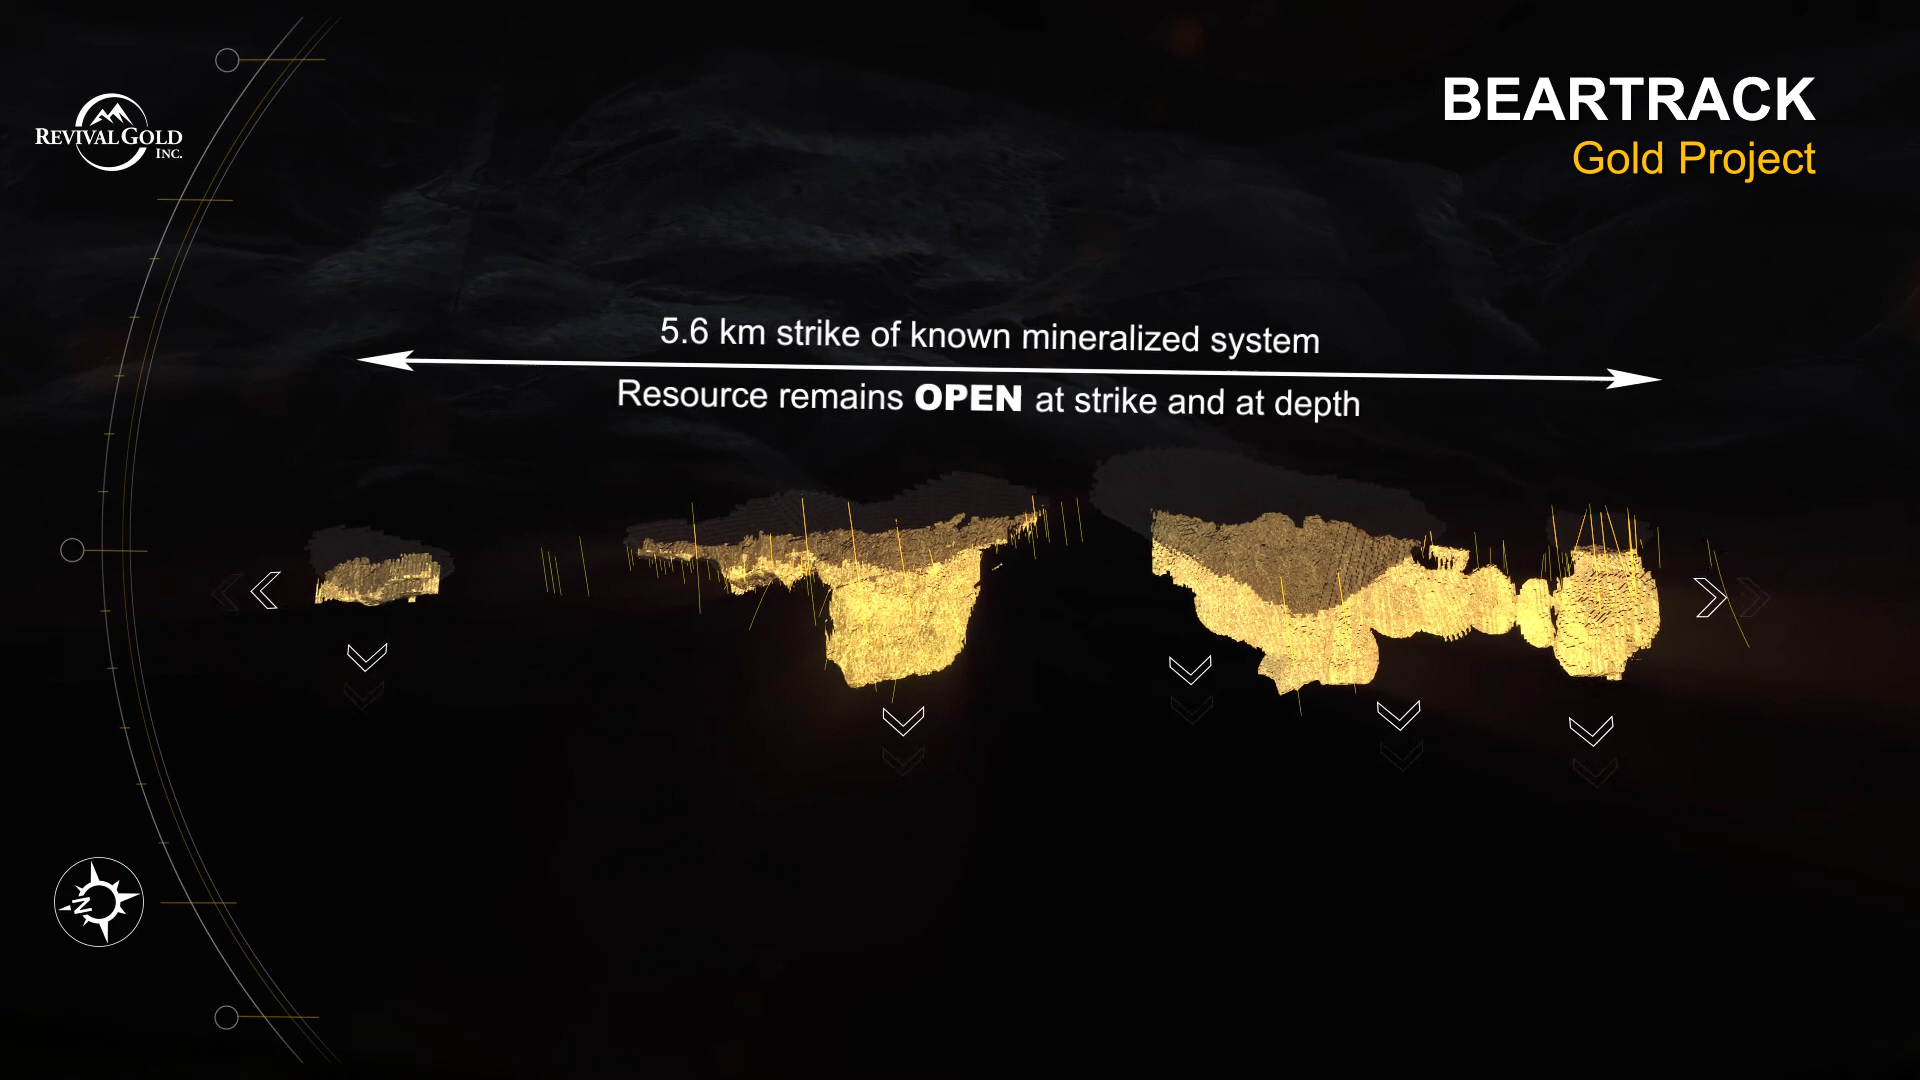 REVIVAL GOLD
INC.
BEARTRACK
Gold Project
5.6 km strike of known mineralized system
Resource remains OPEN at strike and at depth
N